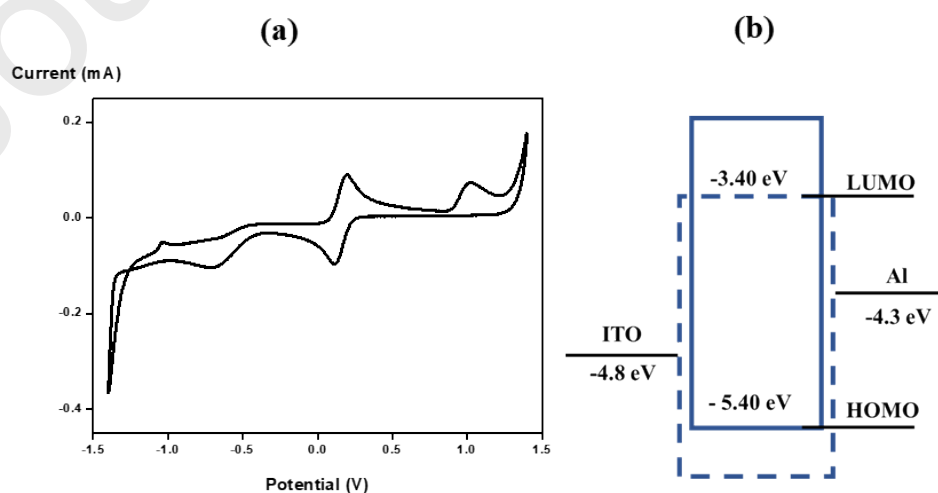 (a)
(b)
Current (mA)
0.2
0.0
-0.2
-0.4
-1.5 -1.0 -0.5 0.0 0.5 1.0 1.5
Potential (V)
-3.40 eV
LUMO
Al
-4.3 eV
ITO
-4.8 eV
- 5.40 eV
HOMO